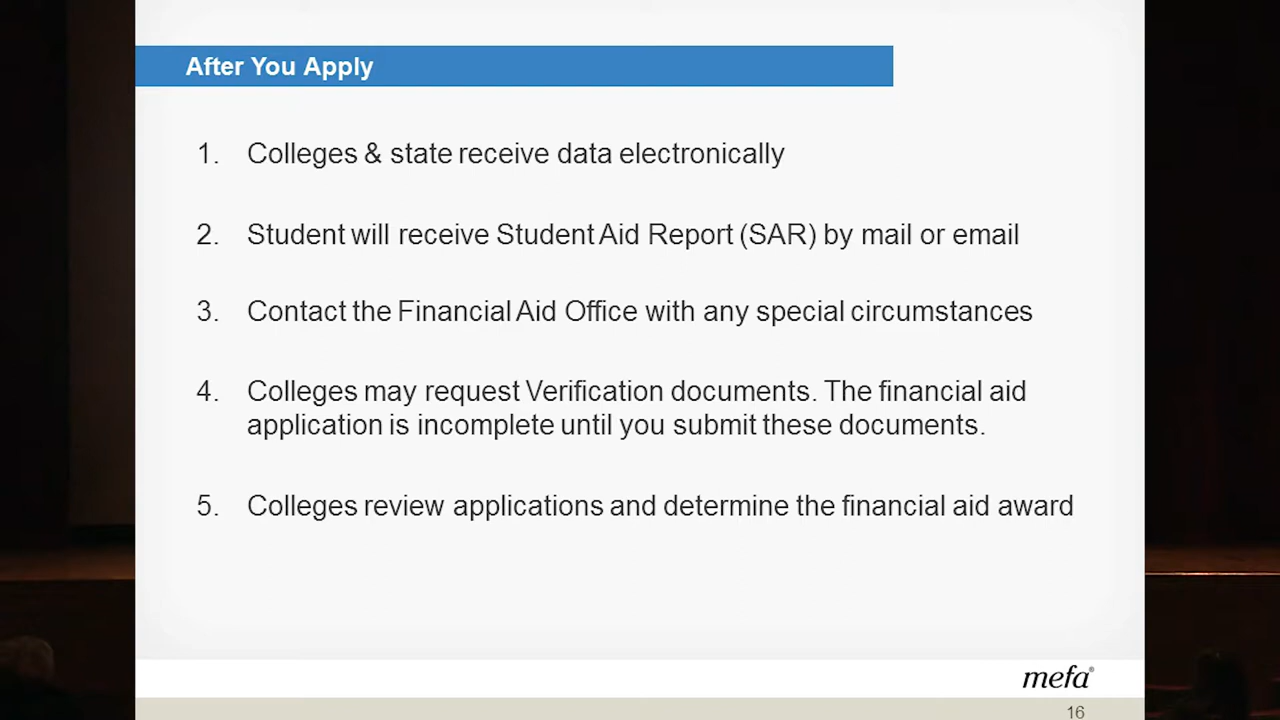 After You Apply
1. Colleges & state receive data electronically
2. Student will receive Student Aid Report (SAR) by mail or email
3. Contact the Financial Aid Office with any special circumstances
4. Colleges may request Verification documents. The financial aid
application is incomplete until you submit these documents.
5. Colleges review applications and determine the financial aid award
mefa®
16